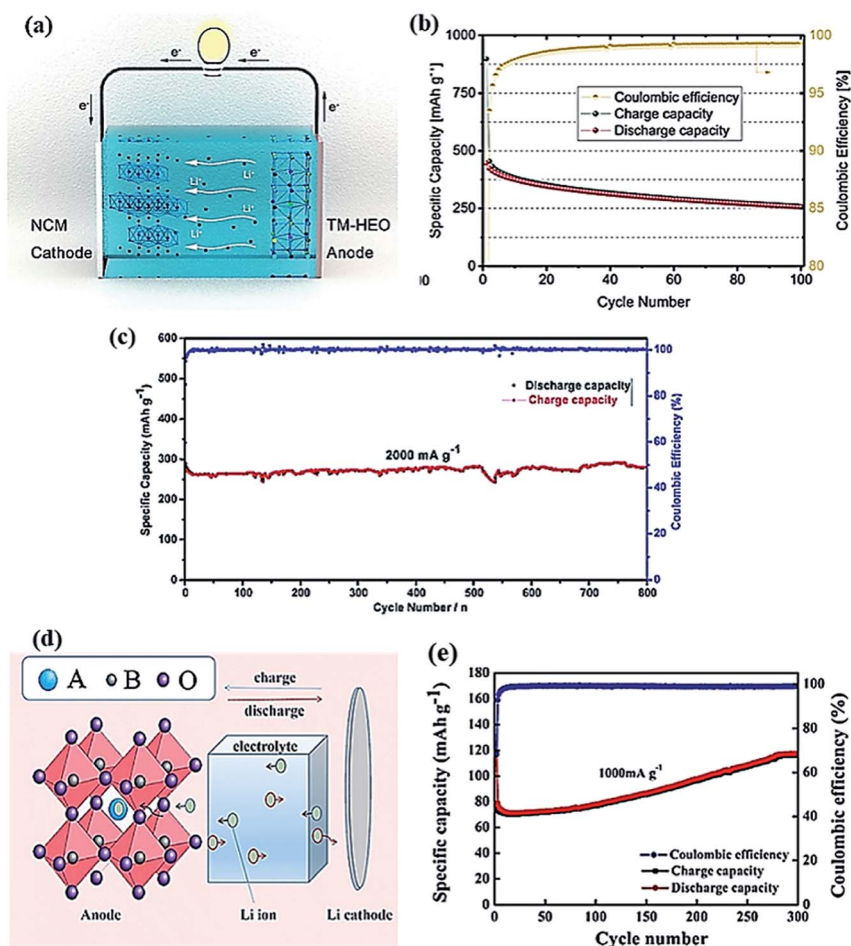 (a)
e⁻
e⁻
e⁻
e⁻
Li⁺
Li⁺
Li⁺
Li⁺
NCM
Cathode
TM-HEO
Anode
(b)
Specific Capacity [mAh g⁻¹]
1000
750
500
250
0
0
20
40
60
80
100
Cycle Number
Coulombic efficiency
Charge capacity
Discharge capacity
100
95
90
85
80
Coulombic Efficiency [%]
(c)
Specific Capacity (mAh g⁻¹)
600
550
500
450
400
350
300
250
200
150
100
50
0
Discharge capacity
Charge capacity
2000 mA g⁻¹
0
100
200
300
400
500
600
700
800
Cycle Number / n
100
80
60
40
20
0
Coulombic Efficiency (%)
(d)
A B O
charge
discharge
electrolyte
Anode
Li ion
Li cathode
(e)
Specific capacity (mAh g⁻¹)
180
160
140
120
100
80
60
40
20
0
1000mA g⁻¹
Coulombic efficiency
Charge capacity
Discharge capacity
0
50
100
150
200
250
300
Cycle number
100
80
60
40
20
0
Coulombic efficiency (%)